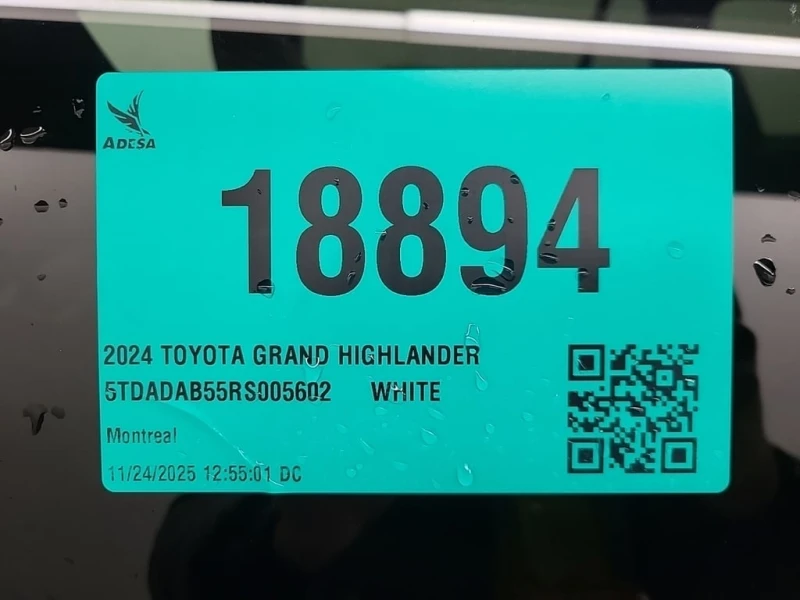 ADESA
18894
2024 TOYOTA GRAND HIGHLANDER
5TDADAB55RS005602 WHITE
Montreal
11/24/2025 12:55:01 DC